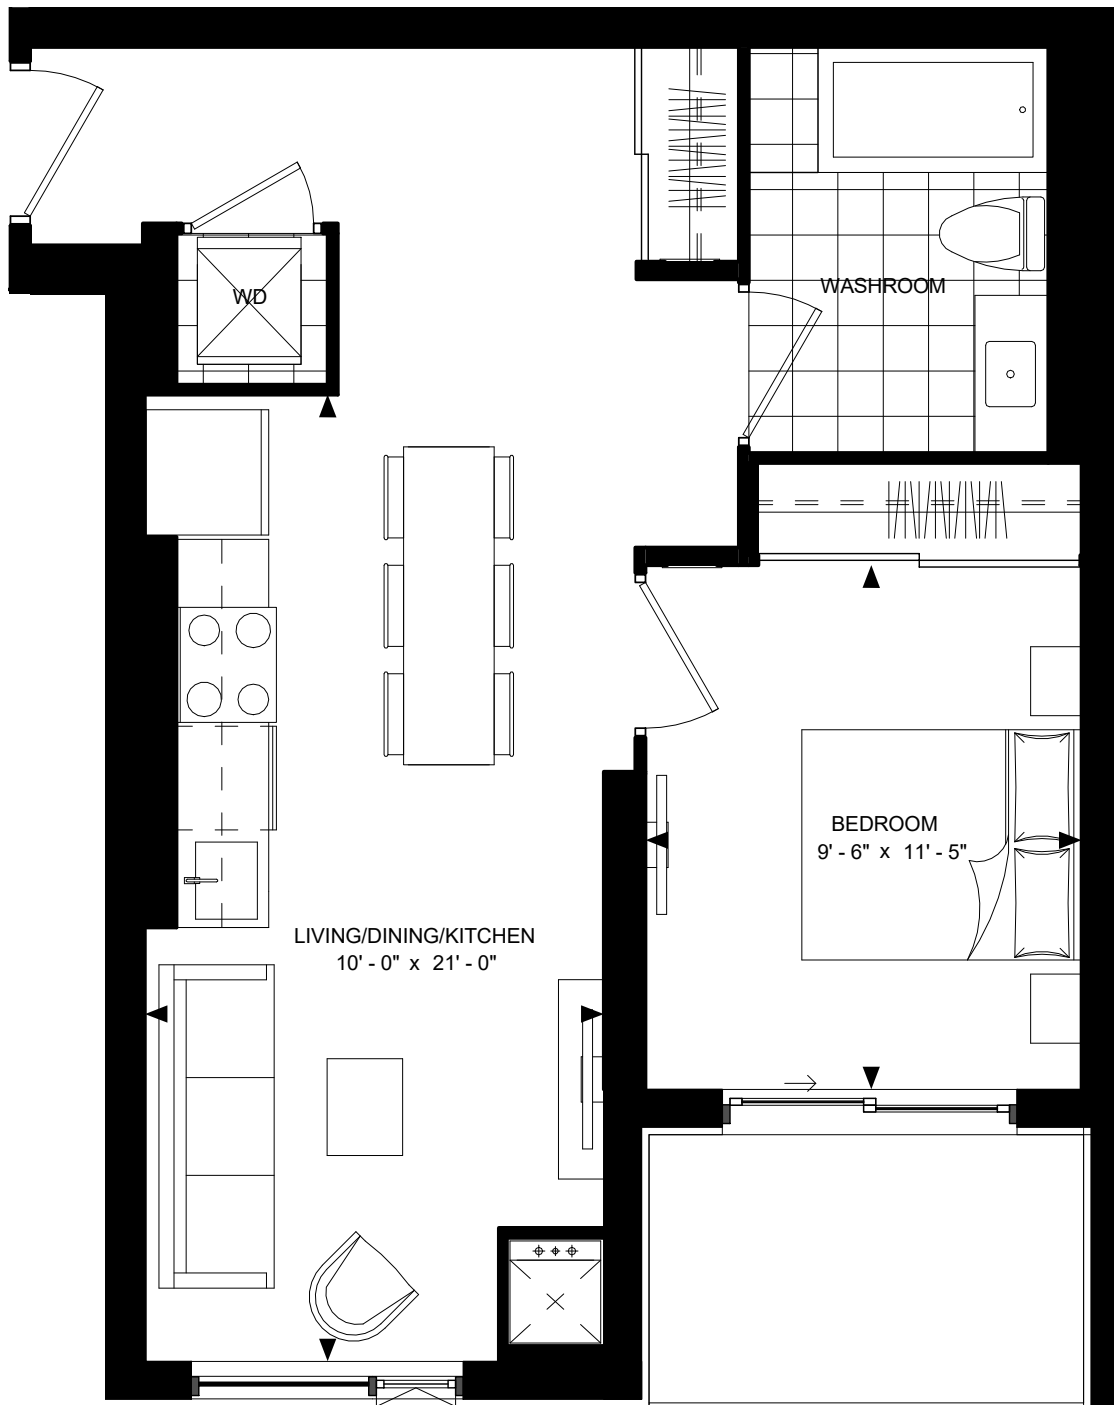 WD
WASHROOM
BEDROOM
9' - 6" x 11' - 5"
LIVING/DINING/KITCHEN
10' - 0" x 21' - 0"